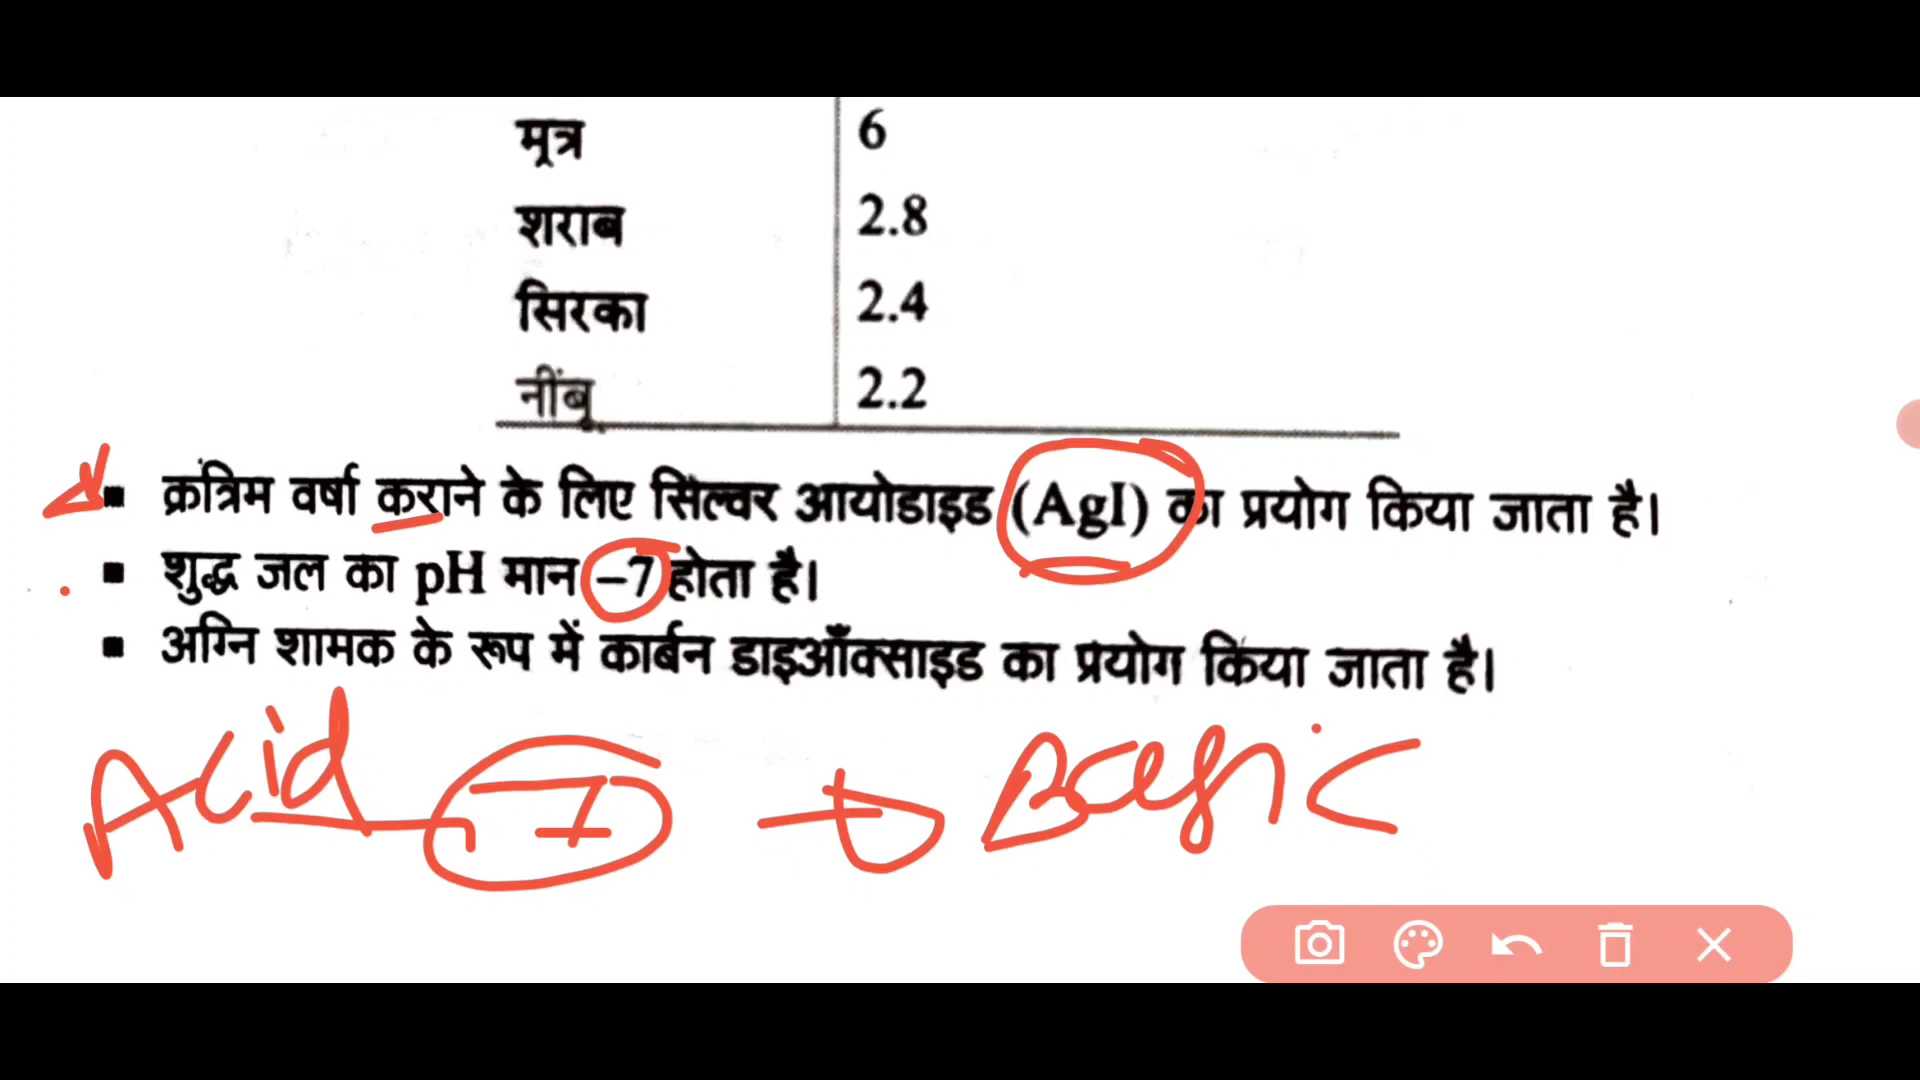 मूत्र 6
शराब 2.8
सिरका 2.4
नींबू 2.2
▪ क्रत्रिम वर्षा कराने के लिए सिल्वर आयोडाइड (AgI) का प्रयोग किया जाता है।
▪ शुद्ध जल का pH मान –7 होता है।
▪ अग्नि शामक के रूप में कार्बन डाइऑक्साइड का प्रयोग किया जाता है।
Acid 7 → Basic